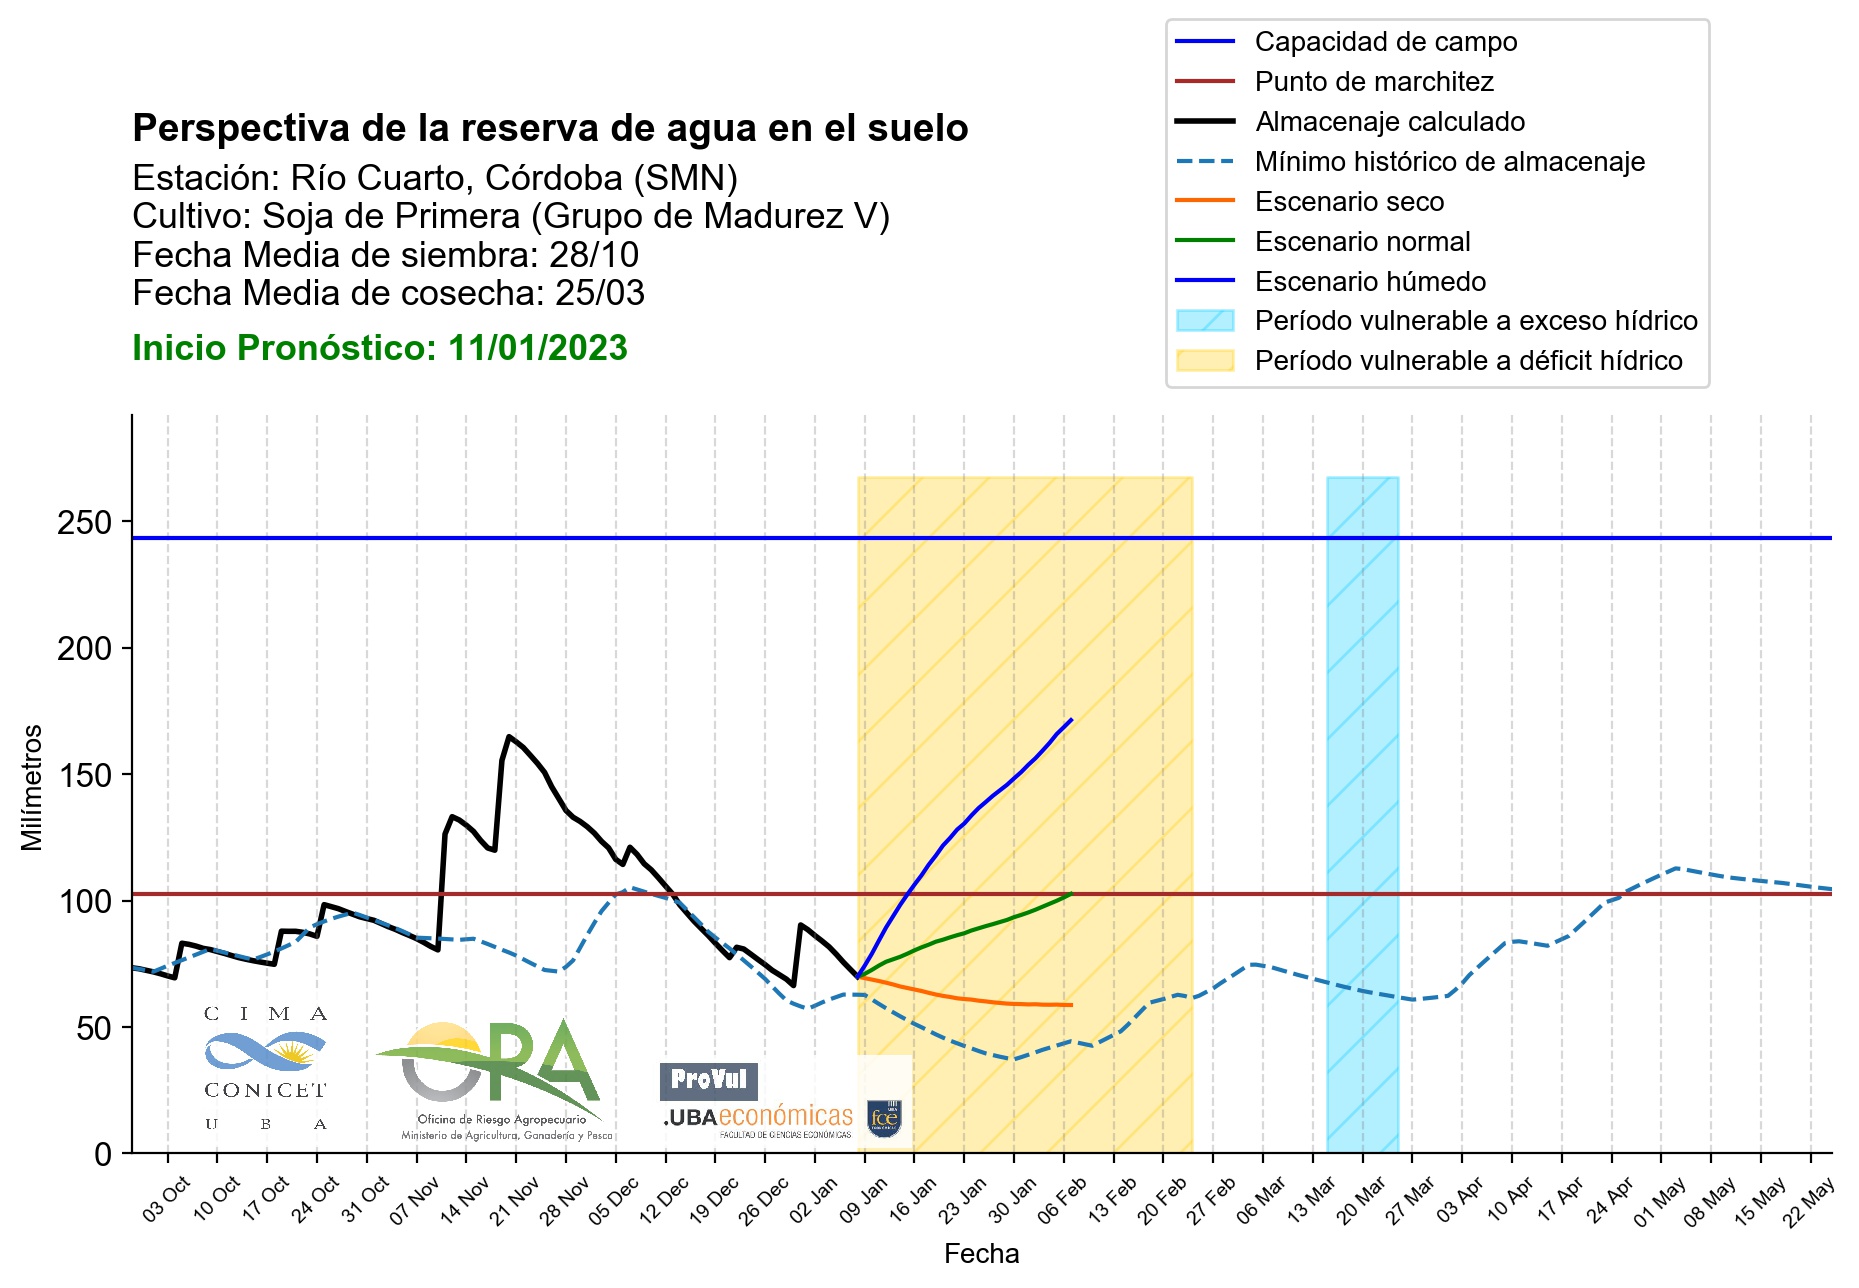 Capacidad de campo
Punto de marchitez
Almacenaje calculado
Mínimo histórico de almacenaje
Escenario seco
Escenario normal
Escenario húmedo
Período vulnerable a exceso hídrico
Período vulnerable a déficit hídrico
Perspectiva de la reserva de agua en el suelo
Estación: Río Cuarto, Córdoba (SMN)
Cultivo: Soja de Primera (Grupo de Madurez V)
Fecha Media de siembra: 28/10
Fecha Media de cosecha: 25/03
Inicio Pronóstico: 11/01/2023
250
200
150
100
50
0
Milímetros
CIMA
CONICET
UBA
ORA
Oficina de Riesgo Agropecuario
Ministerio de Agricultura, Ganadería y Pesca
ProVul
.UBAeconómicas
FACULTAD DE CIENCIAS ECONÓMICAS
fce
03 Oct
10 Oct
17 Oct
24 Oct
31 Oct
07 Nov
14 Nov
21 Nov
28 Nov
05 Dec
12 Dec
19 Dec
26 Dec
02 Jan
09 Jan
16 Jan
23 Jan
30 Jan
06 Feb
13 Feb
20 Feb
27 Feb
06 Mar
13 Mar
20 Mar
27 Mar
03 Apr
10 Apr
17 Apr
24 Apr
01 May
08 May
15 May
22 May
Fecha